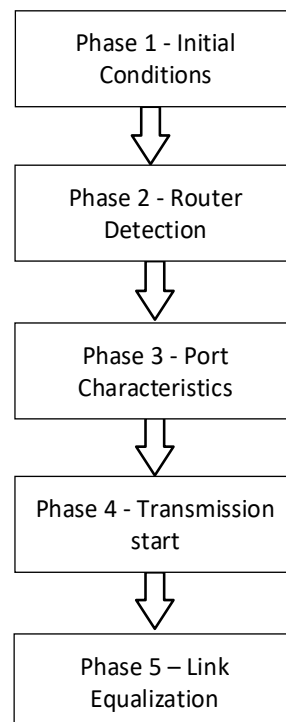 Phase 1 - Initial
Conditions
Phase 2 - Router
Detection
Phase 3 - Port
Characteristics
Phase 4 - Transmission
start
Phase 5 – Link
Equalization